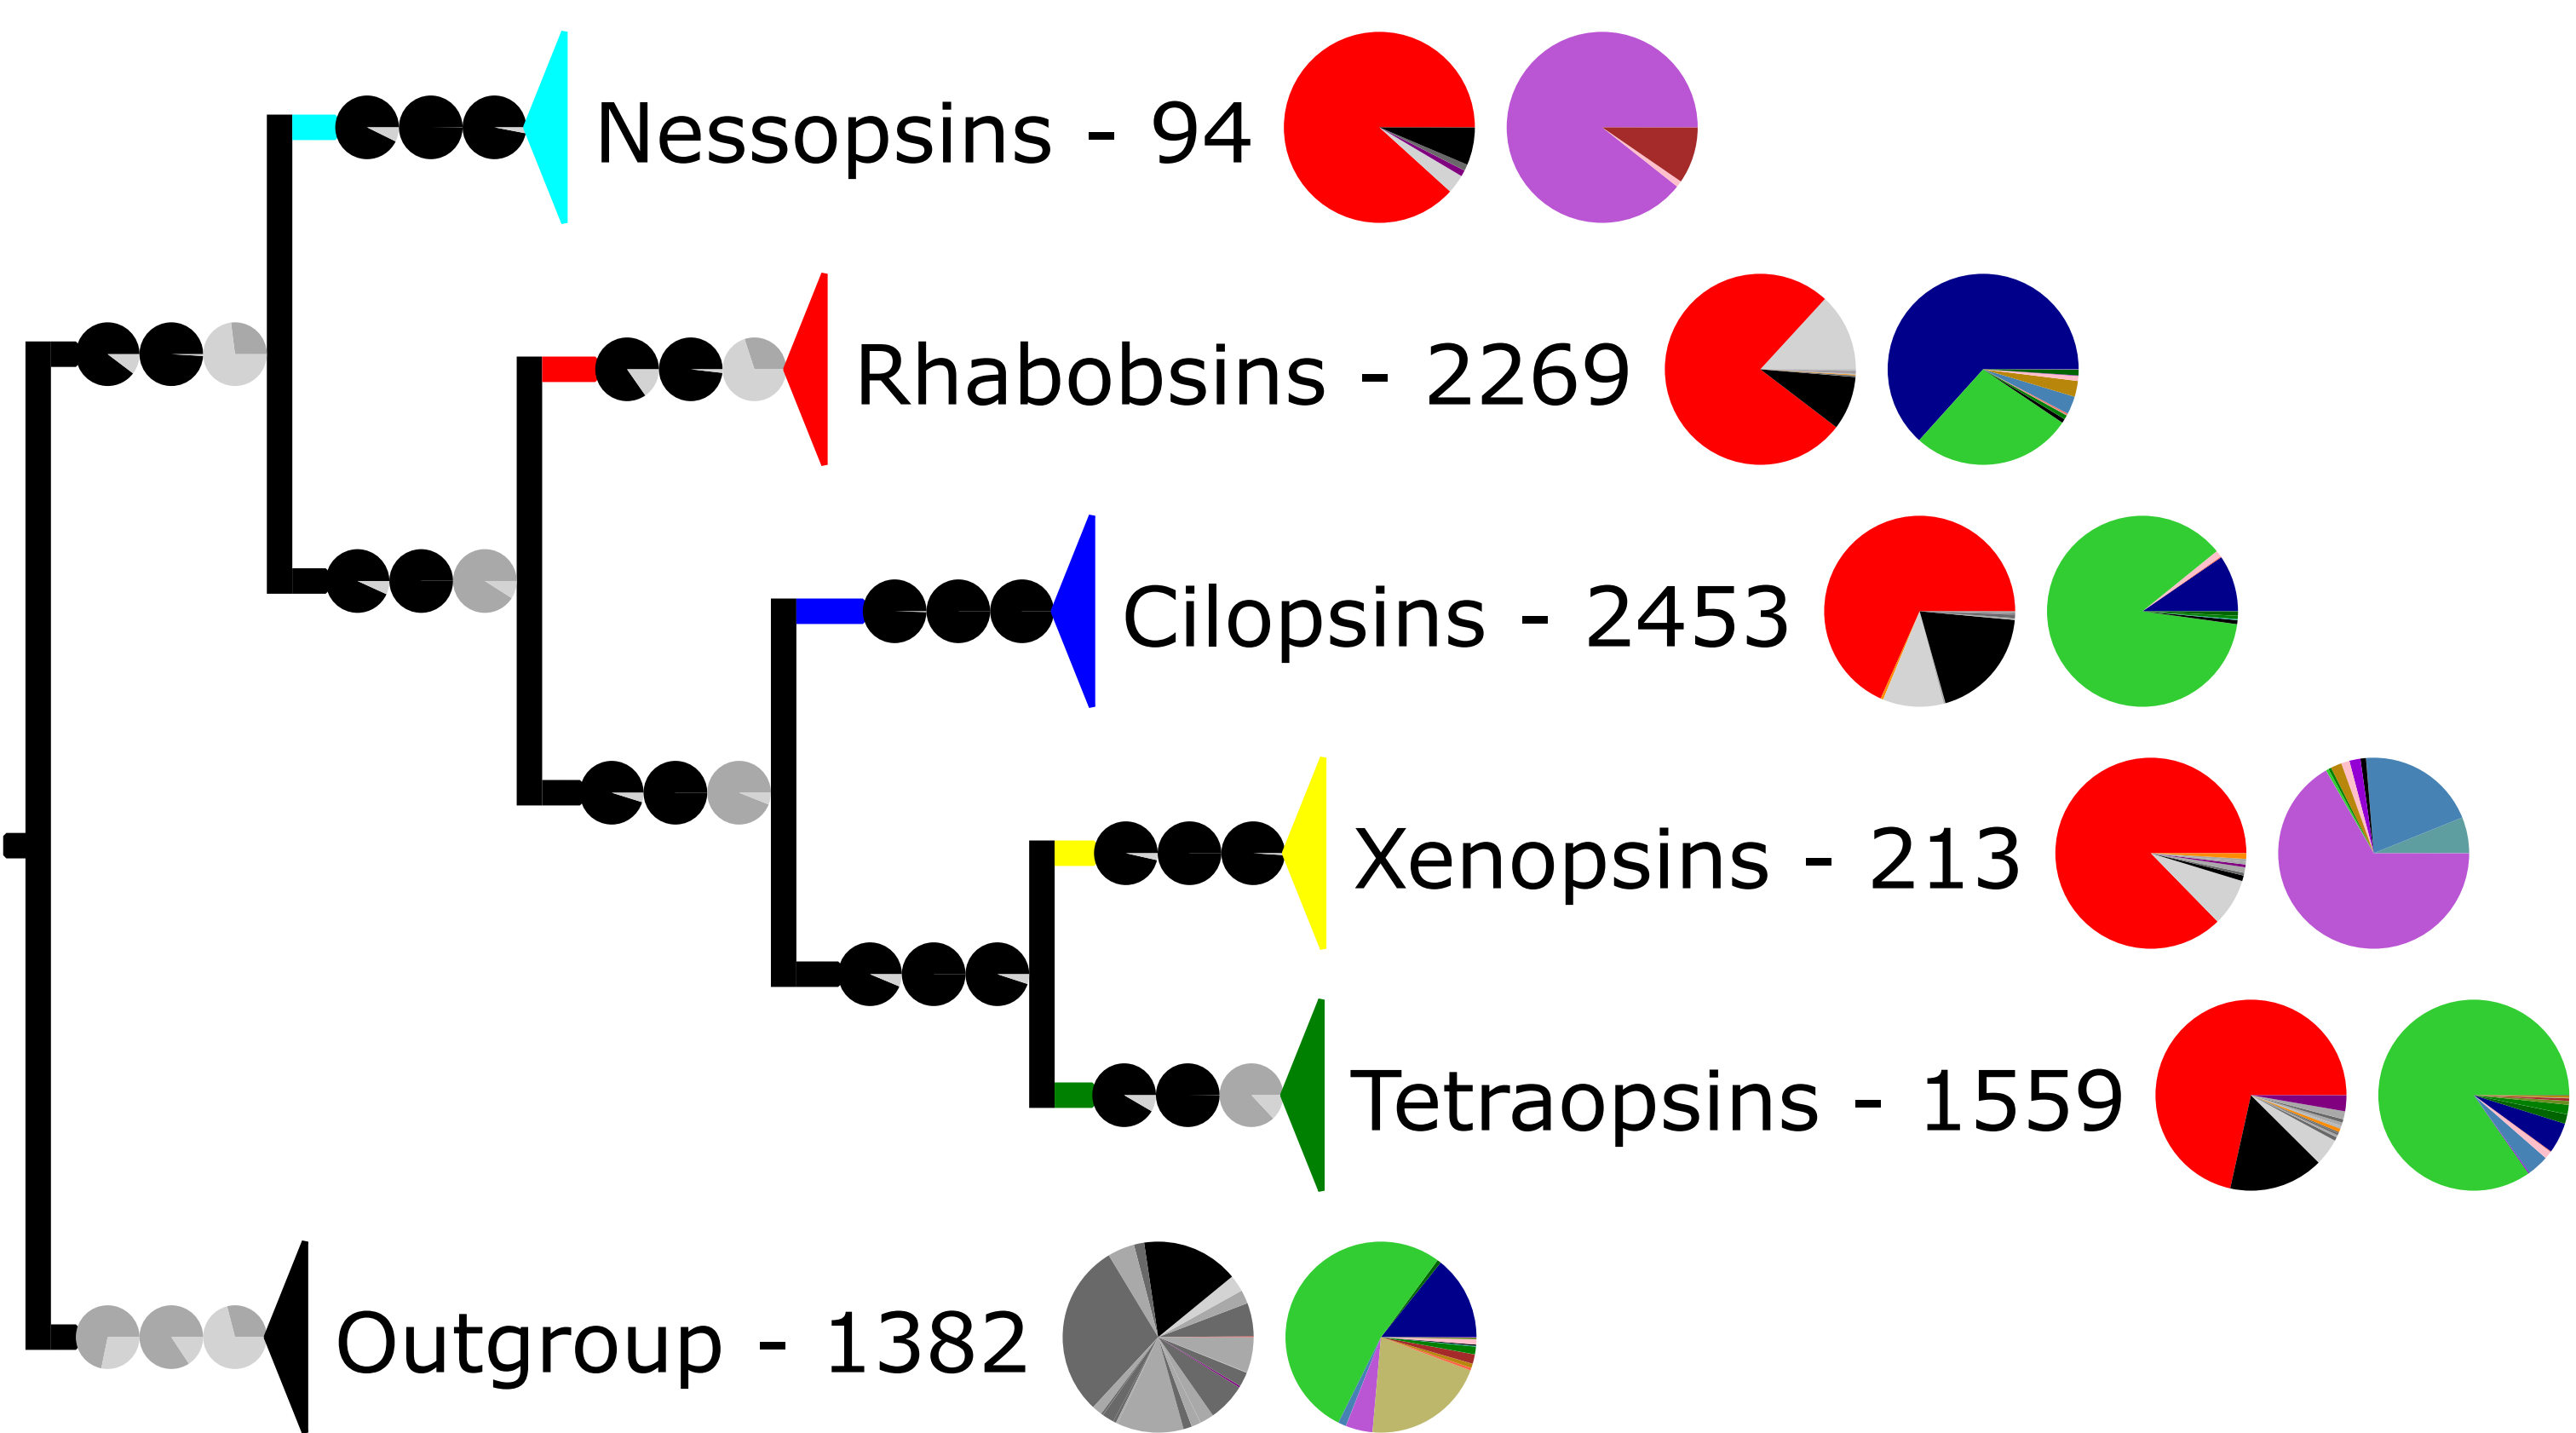 Nessopsins - 94
Rhabobsins - 2269
Cilopsins - 2453
Xenopsins - 213
Tetraopsins - 1559
Outgroup - 1382